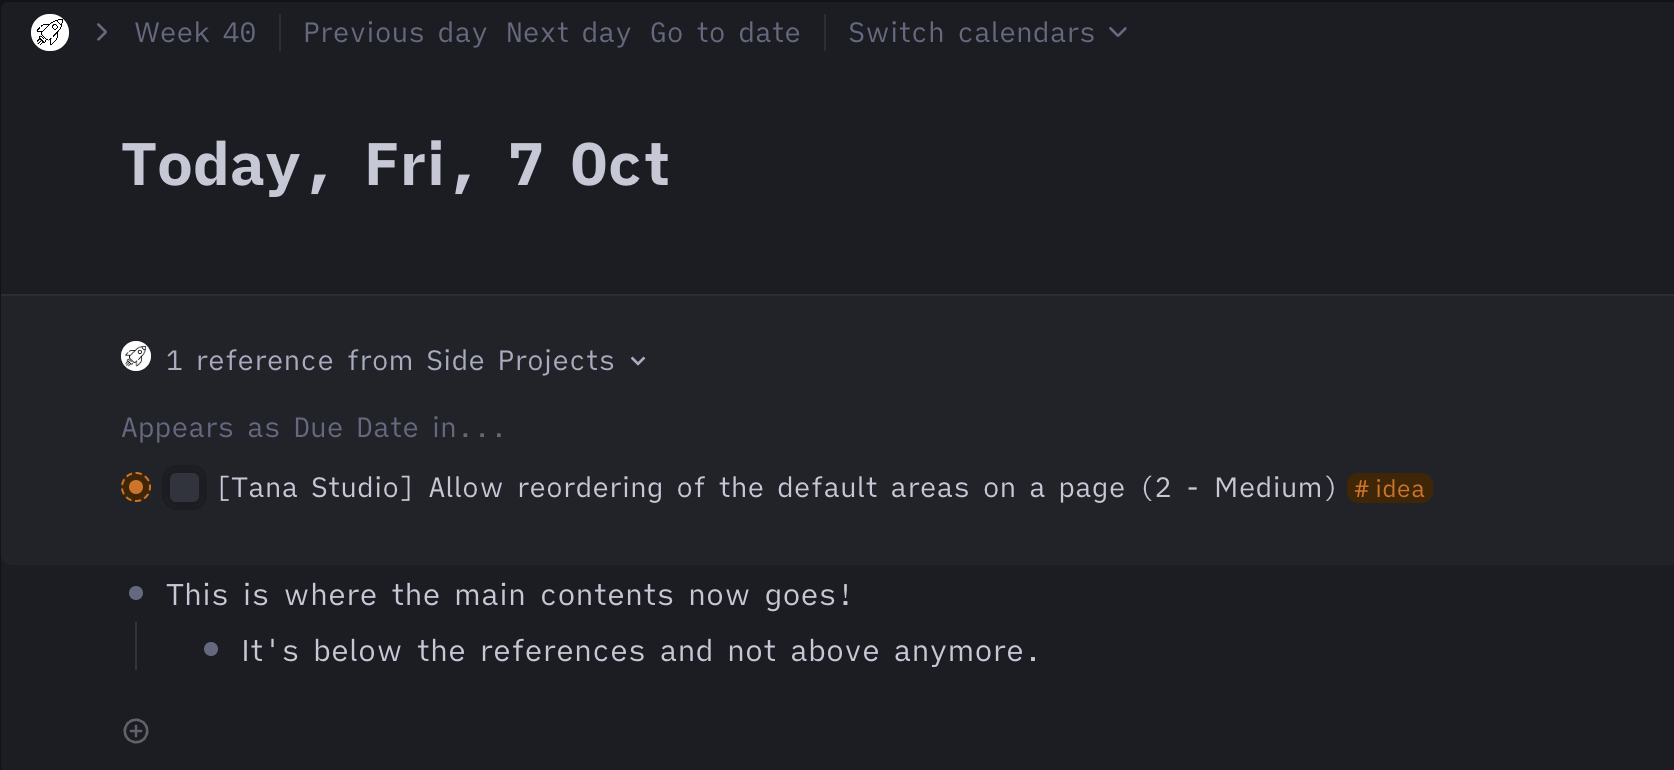 Week 40 Previous day Next day Go to date Switch calendars
Today, Fri, 7 Oct
1 reference from Side Projects
Appears as Due Date in...
[Tana Studio] Allow reordering of the default areas on a page (2 - Medium) # idea
This is where the main contents now goes!
It's below the references and not above anymore.